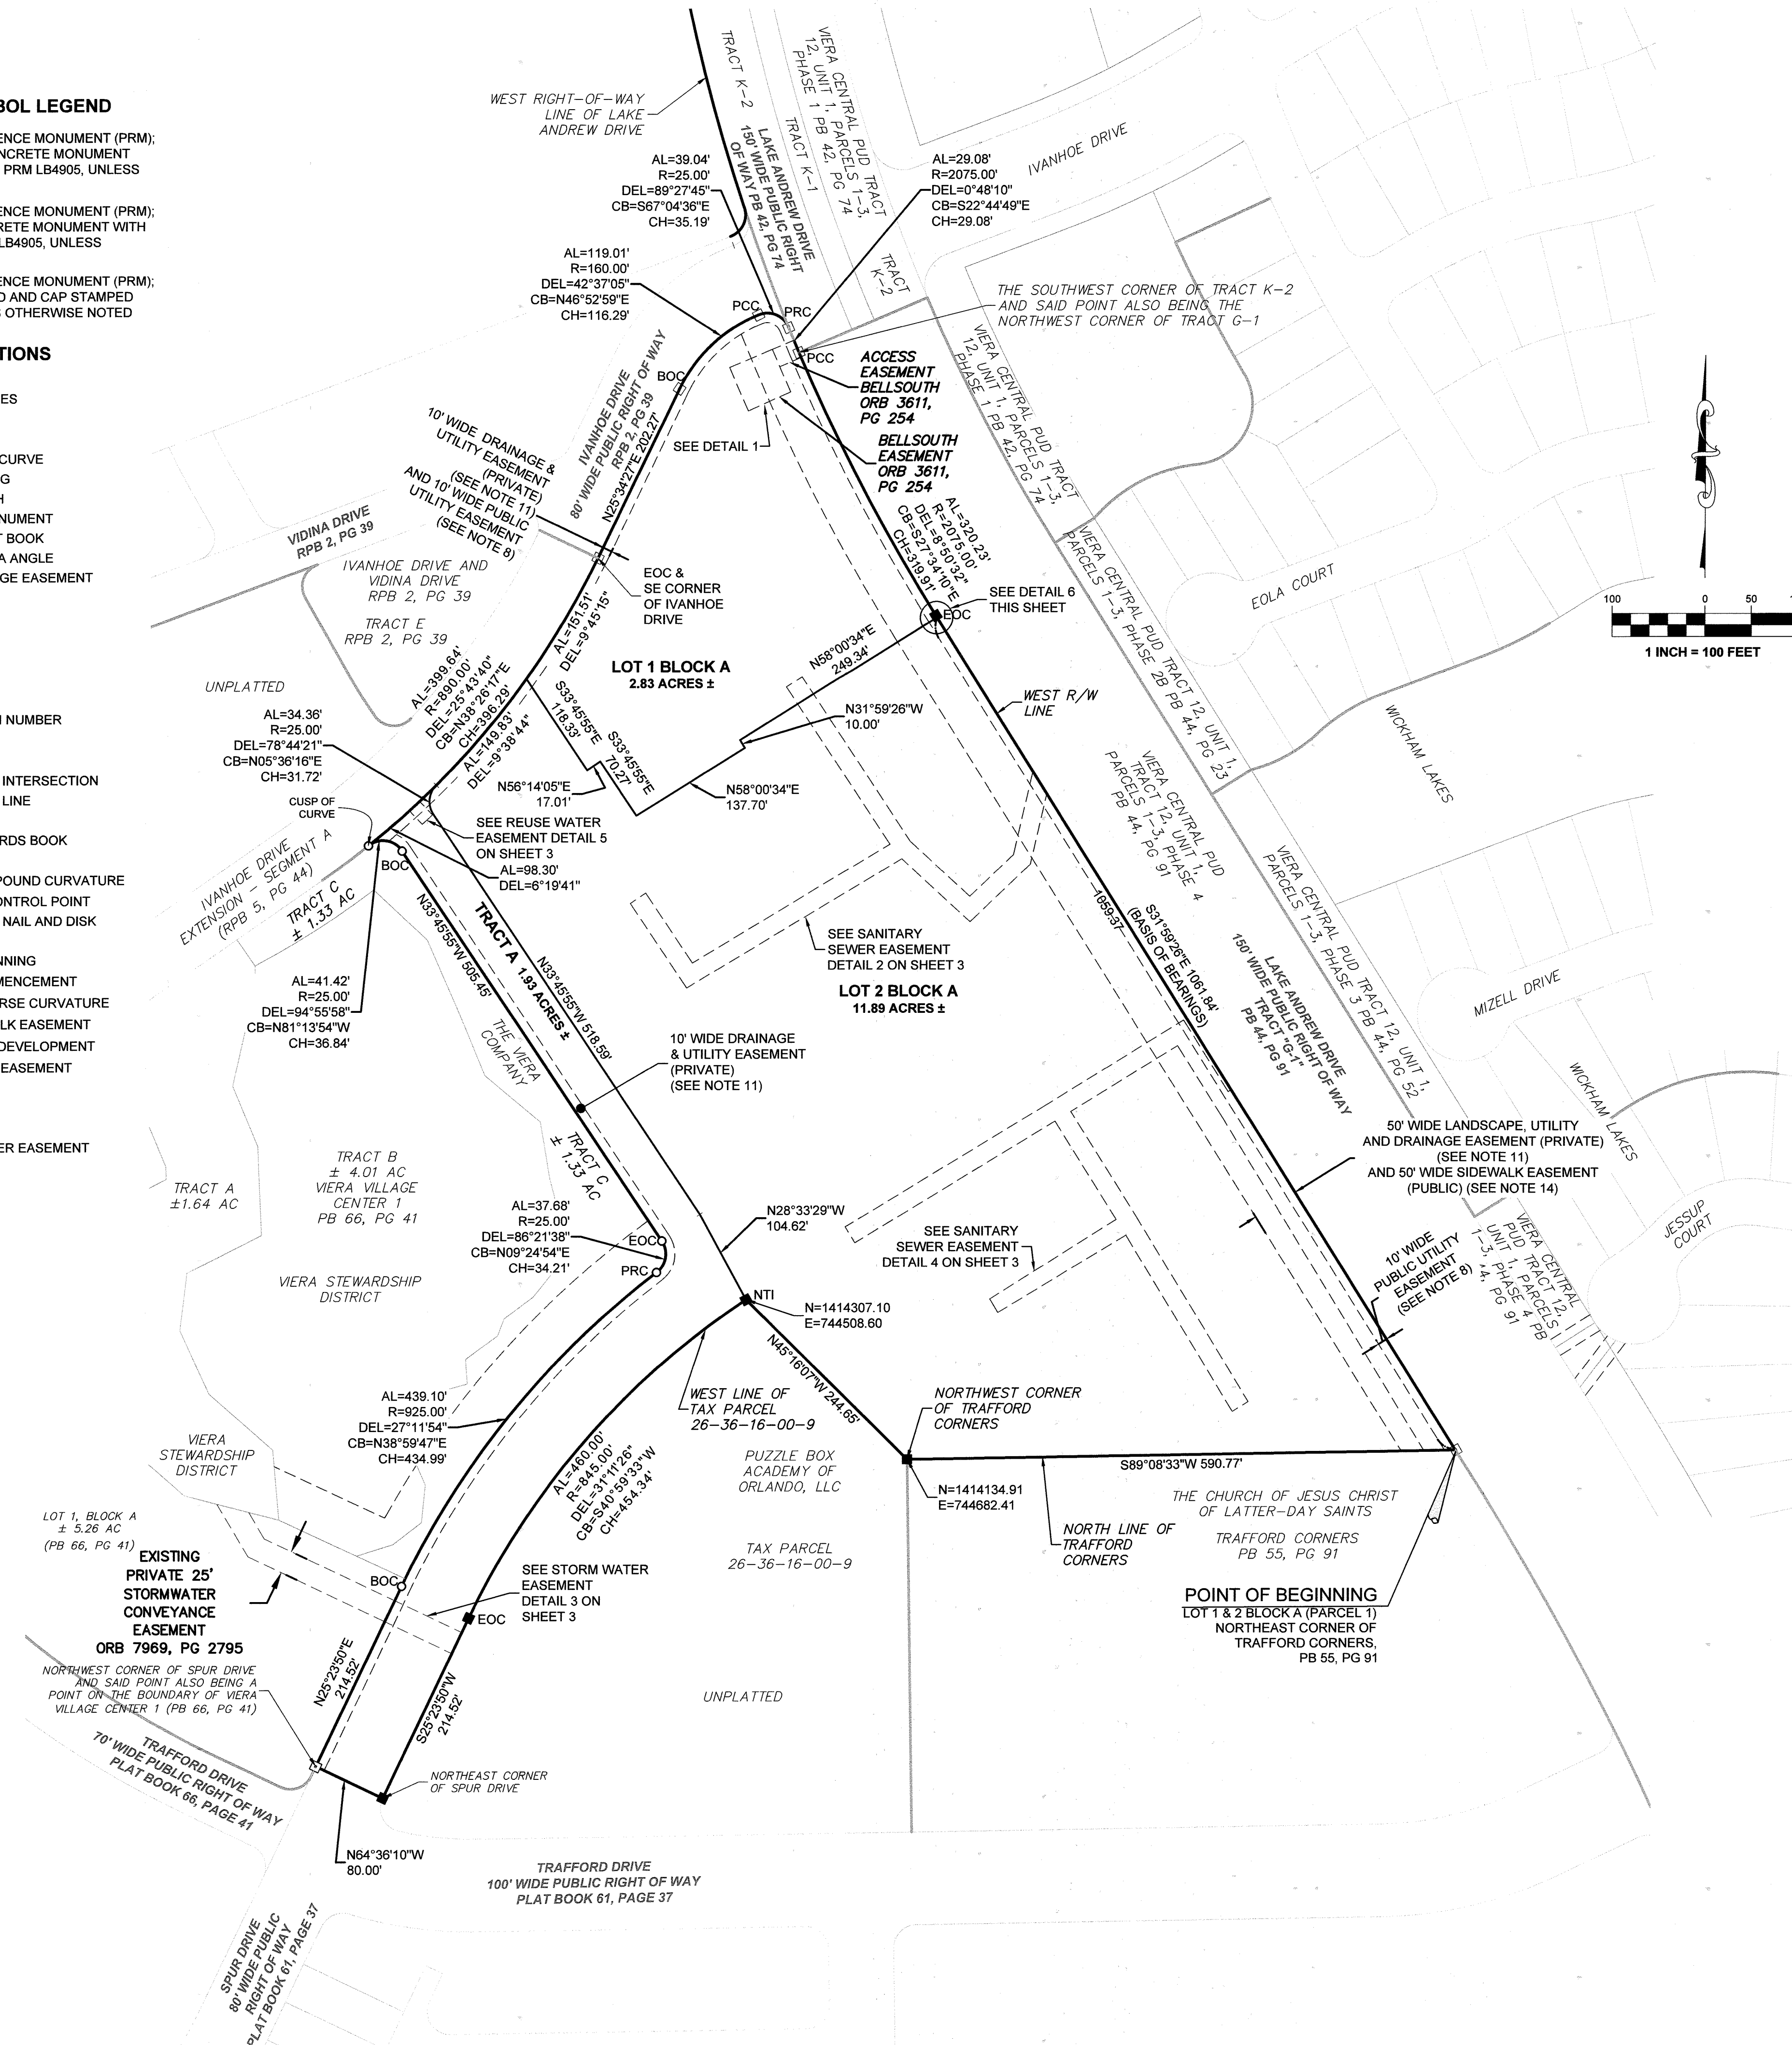 BOL LEGEND
ENCE MONUMENT (PRM);
NCRETE MONUMENT
PRM LB4905, UNLESS
ENCE MONUMENT (PRM);
RETE MONUMENT WITH
LB4905, UNLESS
ENCE MONUMENT (PRM);
D AND CAP STAMPED
S OTHERWISE NOTED
TIONS
ES
CURVE
G
H
NUMENT
T BOOK
A ANGLE
GE EASEMENT
N NUMBER
INTERSECTION
LINE
RDS BOOK
POUND CURVATURE
ONTROL POINT
NAIL AND DISK
NNING
MENCEMENT
RSE CURVATURE
LK EASEMENT
DEVELOPMENT
EASEMENT
ER EASEMENT
WEST RIGHT-OF-WAY
LINE OF LAKE
ANDREW DRIVE
TRACT K-2
TRACT K-1
LAKE ANDREW DRIVE
150' WIDE PUBLIC RIGHT
OF WAY PB 42, PG 74
VIERA CENTRAL PUD TRACT
12, UNIT 1, PARCELS 1-3,
PHASE 1 PB 42, PG 74
TRACT
K-2
IVANHOE DRIVE
AL=39.04'
R=25.00'
DEL=89°27'45"
CB=S67°04'36"E
CH=35.19'
AL=29.08'
R=2075.00'
DEL=0°48'10"
CB=S22°44'49"E
CH=29.08'
AL=119.01'
R=160.00'
DEL=42°37'05"
CB=N46°52'59"E
CH=116.29'
PCC
PRC
PCC
BOC
THE SOUTHWEST CORNER OF TRACT K-2
AND SAID POINT ALSO BEING THE
NORTHWEST CORNER OF TRACT G-1
ACCESS
EASEMENT
BELLSOUTH
ORB 3611,
PG 254
BELLSOUTH
EASEMENT
ORB 3611,
PG 254
SEE DETAIL 1
VIERA CENTRAL PUD TRACT
12, UNIT 1, PARCELS 1-3,
PHASE 1 PB 42, PG 74
IVANHOE DRIVE
80' WIDE PUBLIC RIGHT OF WAY
RPB 2, PG 39
N25°34'27"E 202.27'
10' WIDE DRAINAGE &
UTILITY EASEMENT
(PRIVATE)
(SEE NOTE 11)
AND 10' WIDE PUBLIC
UTILITY EASEMENT
(SEE NOTE 8)
VIDINA DRIVE
RPB 2, PG 39
IVANHOE DRIVE AND
VIDINA DRIVE
RPB 2, PG 39
TRACT E
RPB 2, PG 39
EOC &
SE CORNER
OF IVANHOE
DRIVE
AL=320.23'
R=2075.00'
DEL=8°50'32"
CB=S27°34'10"E
CH=319.91'
SEE DETAIL 6
THIS SHEET
EOC
EOLA COURT
100
0
50
1 INCH = 100 FEET
LOT 1 BLOCK A
2.83 ACRES ±
AL=151.51'
DEL=9°45'15"
AL=399.64'
R=890.00'
DEL=25°43'40"
CB=N38°26'17"E
CH=396.29'
AL=149.83'
DEL=9°38'44"
N58°00'34"E
249.34'
N31°59'26"W
10.00'
WEST R/W
LINE
S33°45'55"E
118.33'
S33°45'55"E
70.27'
N56°14'05"E
17.01'
N58°00'34"E
137.70'
UNPLATTED
AL=34.36'
R=25.00'
DEL=78°44'21"
CB=N05°36'16"E
CH=31.72'
CUSP OF
CURVE
SEE REUSE WATER
EASEMENT DETAIL 5
ON SHEET 3
AL=98.30'
DEL=6°19'41"
BOC
IVANHOE DRIVE
EXTENSION - SEGMENT A
(RPB 5, PG 44)
TRACT C
± 1.33 AC
VIERA CENTRAL PUD TRACT 12, UNIT 1,
PARCELS 1-3, PHASE 2B PB 44, PG 23
WICKHAM LAKES
VIERA CENTRAL PUD
TRACT 12, UNIT 1,
PARCELS 1-3, PHASE 4
PB 44, PG 91
VIERA CENTRAL PUD TRACT 12, UNIT 1,
PARCELS 1-3, PHASE 3 PB 44, PG 52
AL=41.42'
R=25.00'
DEL=94°55'58"
CB=N81°13'54"W
CH=36.84'
N33°45'55"W 505.45'
TRACT A 1.93 ACRES ±
N33°45'55"W 518.59'
THE VIERA
COMPANY
SEE SANITARY
SEWER EASEMENT
DETAIL 2 ON SHEET 3
LOT 2 BLOCK A
11.89 ACRES ±
1059.37'
S31°59'26"E 1061.84'
(BASIS OF BEARINGS)
LAKE ANDREW DRIVE
150' WIDE PUBLIC RIGHT OF WAY
TRACT "G-1"
PB 44, PG 91
MIZELL DRIVE
WICKHAM LAKES
10' WIDE DRAINAGE
& UTILITY EASEMENT
(PRIVATE)
(SEE NOTE 11)
TRACT C
± 1.33 AC
50' WIDE LANDSCAPE, UTILITY
AND DRAINAGE EASEMENT (PRIVATE)
(SEE NOTE 11)
AND 50' WIDE SIDEWALK EASEMENT
(PUBLIC) (SEE NOTE 14)
TRACT A
±1.64 AC
TRACT B
± 4.01 AC
VIERA VILLAGE
CENTER 1
PB 66, PG 41
VIERA STEWARDSHIP
DISTRICT
AL=37.68'
R=25.00'
DEL=86°21'38"
CB=N09°24'54"E
CH=34.21'
EOC
PRC
N28°33'29"W
104.62'
SEE SANITARY
SEWER EASEMENT
DETAIL 4 ON SHEET 3
10' WIDE
PUBLIC UTILITY
EASEMENT
(SEE NOTE 8)
VIERA CENTRAL
PUD TRACT 12,
UNIT 1, PARCELS
1-3, PHASE 4 PB
44, PG 91
JESSUP
COURT
NTI
N=1414307.10
E=744508.60
N45°16'07"W 244.65'
WEST LINE OF
TAX PARCEL
26-36-16-00-9
NORTHWEST CORNER
OF TRAFFORD
CORNERS
AL=439.10'
R=925.00'
DEL=27°11'54"
CB=N38°59'47"E
CH=434.99'
AL=460.00'
R=845.00'
DEL=31°11'26"
CB=S40°59'33"W
CH=454.34'
PUZZLE BOX
ACADEMY OF
ORLANDO, LLC
S89°08'33"W 590.77'
N=1414134.91
E=744682.41
THE CHURCH OF JESUS CHRIST
OF LATTER-DAY SAINTS
TRAFFORD CORNERS
PB 55, PG 91
NORTH LINE OF
TRAFFORD
CORNERS
TAX PARCEL
26-36-16-00-9
VIERA
STEWARDSHIP
DISTRICT
LOT 1, BLOCK A
± 5.26 AC
(PB 66, PG 41)
EXISTING
PRIVATE 25'
STORMWATER
CONVEYANCE
EASEMENT
ORB 7969, PG 2795
BOC
EOC
SEE STORM WATER
EASEMENT
DETAIL 3 ON
SHEET 3
POINT OF BEGINNING
LOT 1 & 2 BLOCK A (PARCEL 1)
NORTHEAST CORNER OF
TRAFFORD CORNERS,
PB 55, PG 91
NORTHWEST CORNER OF SPUR DRIVE
AND SAID POINT ALSO BEING A
POINT ON THE BOUNDARY OF VIERA
VILLAGE CENTER 1 (PB 66, PG 41)
N25°23'50"E
214.52'
S25°23'50"W
214.52'
UNPLATTED
TRAFFORD DRIVE
70' WIDE PUBLIC RIGHT OF WAY
PLAT BOOK 66, PAGE 41
NORTHEAST CORNER
OF SPUR DRIVE
N64°36'10"W
80.00'
TRAFFORD DRIVE
100' WIDE PUBLIC RIGHT OF WAY
PLAT BOOK 61, PAGE 37
SPUR DRIVE
80' WIDE PUBLIC
RIGHT OF WAY
PLAT BOOK 61, PAGE 37